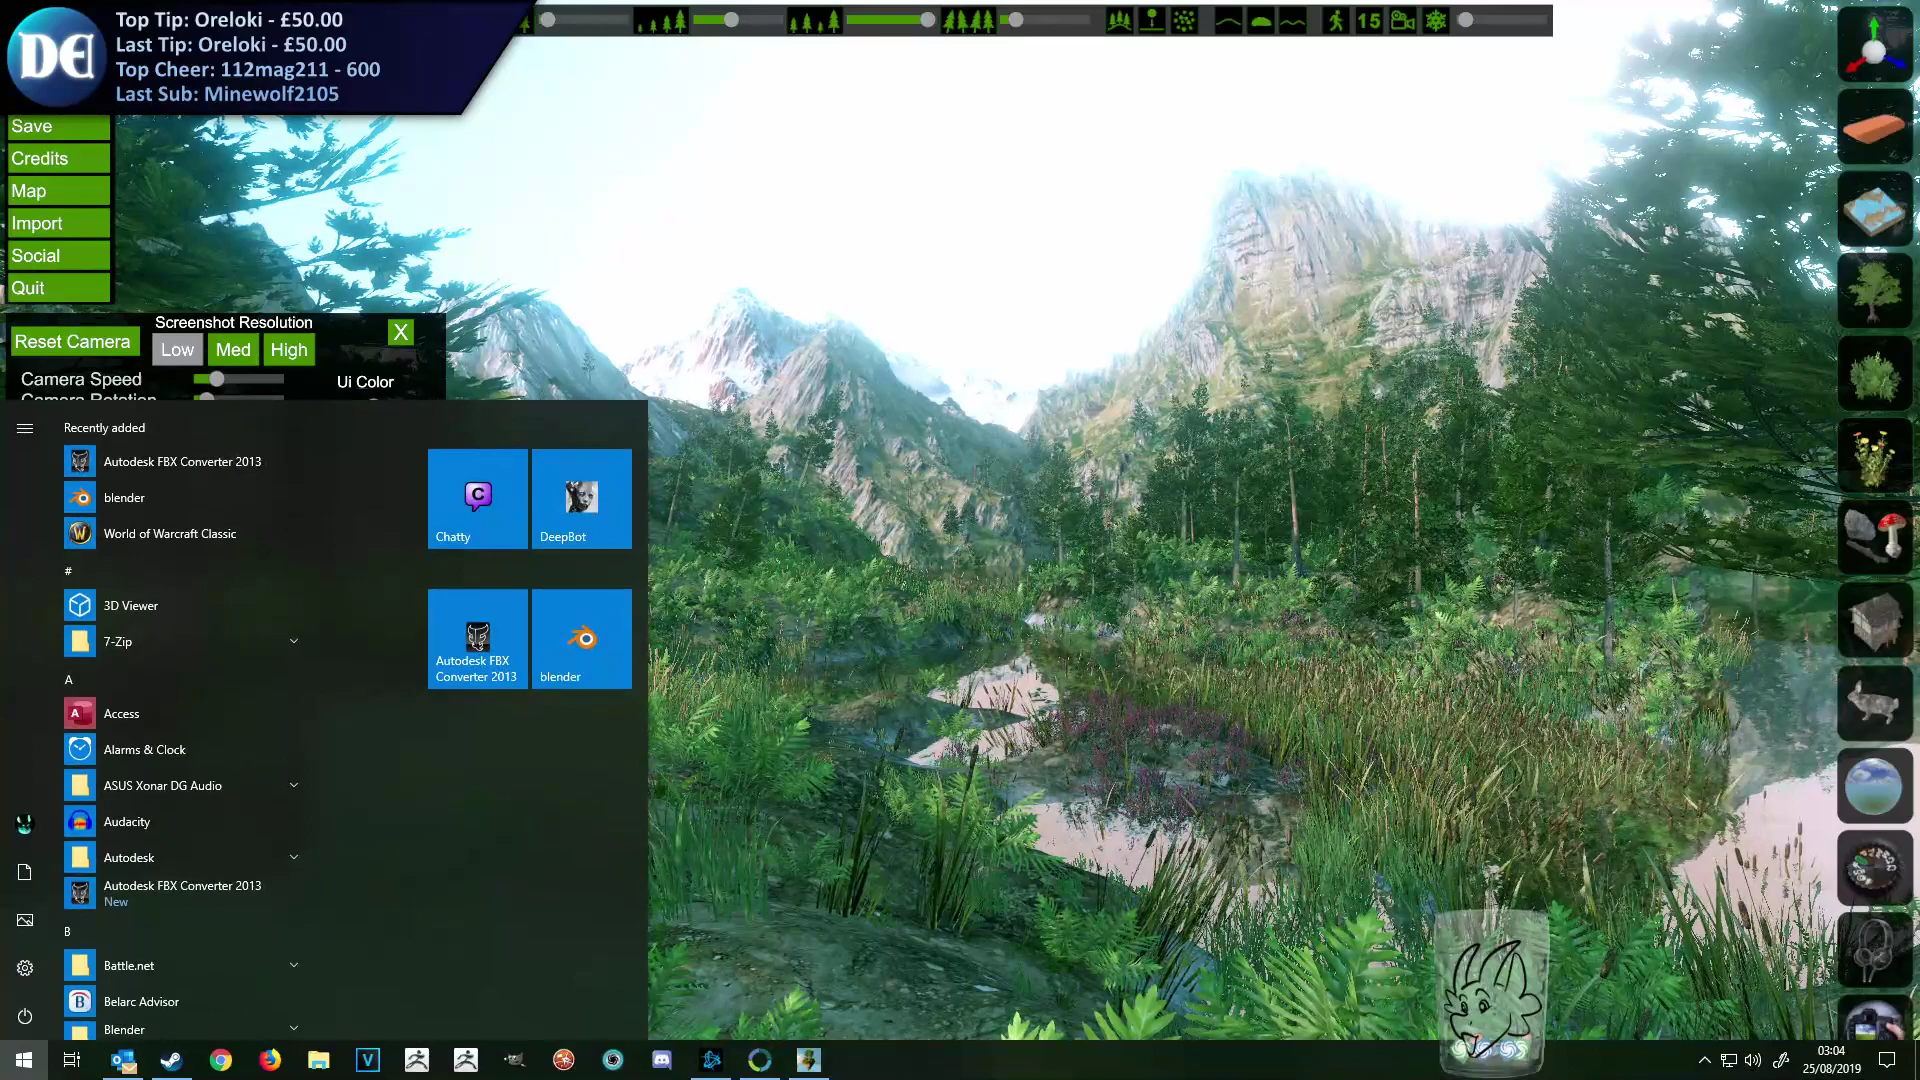 DE
Top Tip: Oreloki - £50.00
Last Tip: Oreloki - £50.00
Top Cheer: 112mag211 - 600
Last Sub: Minewolf2105
15
Save
Credits
Map
Import
Social
Quit
Reset Camera
Screenshot Resolution
X
Low
Med
High
Camera Speed
Ui Color
Camera Rotation
Recently added
Autodesk FBX Converter 2013
blender
World of Warcraft Classic
#
3D Viewer
7-Zip
A
Access
Alarms & Clock
ASUS Xonar DG Audio
Audacity
Autodesk
Autodesk FBX Converter 2013
New
B
Battle.net
Belarc Advisor
Blender
Chatty
DeepBot
Autodesk FBX
Converter 2013
blender
03:04
25/08/2019